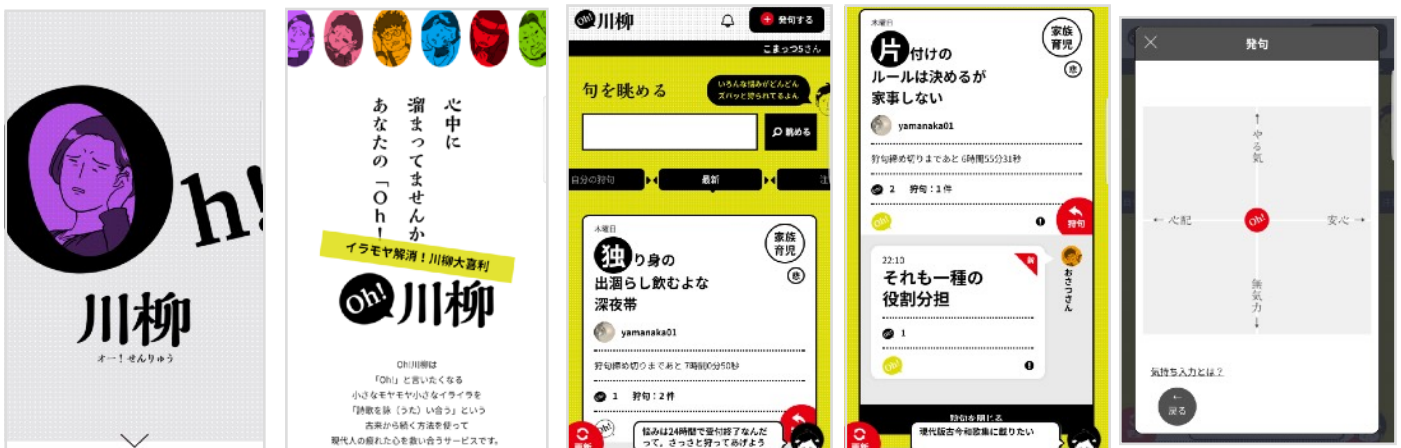 Oh!
川柳
オー！せんりゅう
心中に
溜まってませんか
あなたの「Oh!
イラモヤ解消！川柳大喜利
Oh! 川柳
Oh!川柳は
「Oh!」と言いたくなる
小さなモヤモヤ小さなイライラを
「詩歌を詠（うた）い合う」という
古来から続く方法を使って
現代人の疲れた心を救い合うサービスです。
Oh! 川柳
発句する
こまっつ5さん
句を眺める
いろんな悩みがどんどん
ズバッと狩られてるよん
眺める
自分の狩句
最新
木曜日
家族
育児
悲
独り身の
出涸らし飲むよな
深夜帯
yamanaka01
狩句締め切りまであと 7時間0分50秒
1 狩句：2件
Oh!
悩みは24時間で受付終了なんだ
って。さっさと狩ってあげよう
更新
木曜日
家族
育児
悲
片付けの
ルールは決めるが
家事しない
yamanaka01
狩句締め切りまであと 6時間55分31秒
2 狩句：1件
Oh!
狩句
22:10
それも一種の
役割分担
おさつさん
1
Oh!
狩句を閉じる
現代版古今和歌集に載りたい
更新
発句
↑やる気
← 心配
Oh!
安心 →
無気力↓
気持ち入力とは？
←
戻る